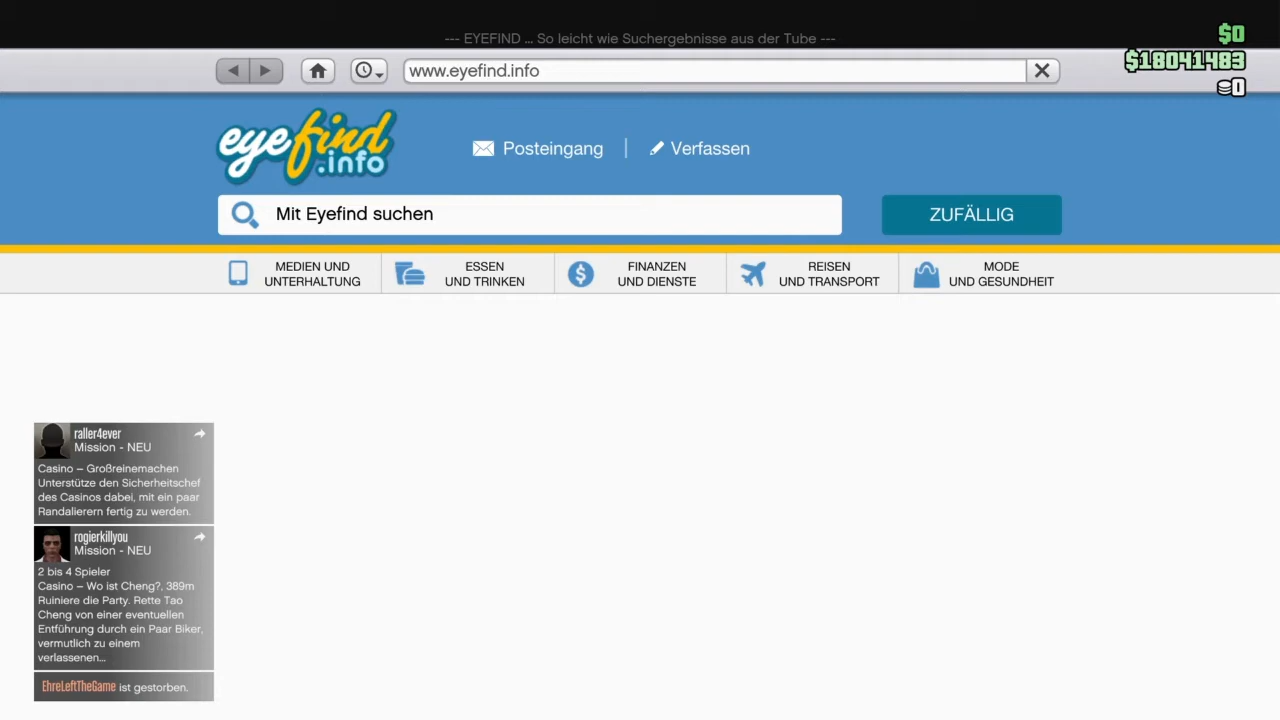 --- EYEFIND ... So leicht wie Suchergebnisse aus der Tube ---
$0
$18041483
1
www.eyefind.info
eyefind
.info
Posteingang | Verfassen
Mit Eyefind suchen
ZUFÄLLIG
MEDIEN UND
UNTERHALTUNG
ESSEN
UND TRINKEN
FINANZEN
UND DIENSTE
REISEN
UND TRANSPORT
MODE
UND GESUNDHEIT
raller4ever
Mission - NEU
Casino – Großreinemachen
Unterstütze den Sicherheitschef
des Casinos dabei, mit ein paar
Randalierern fertig zu werden.
rogierkillyou
Mission - NEU
2 bis 4 Spieler
Casino – Wo ist Cheng?, 389m
Ruiniere die Party. Rette Tao
Cheng von einer eventuellen
Entführung durch ein Paar Biker,
vermutlich zu einem
verlassenen...
EhreLeftTheGame ist gestorben.